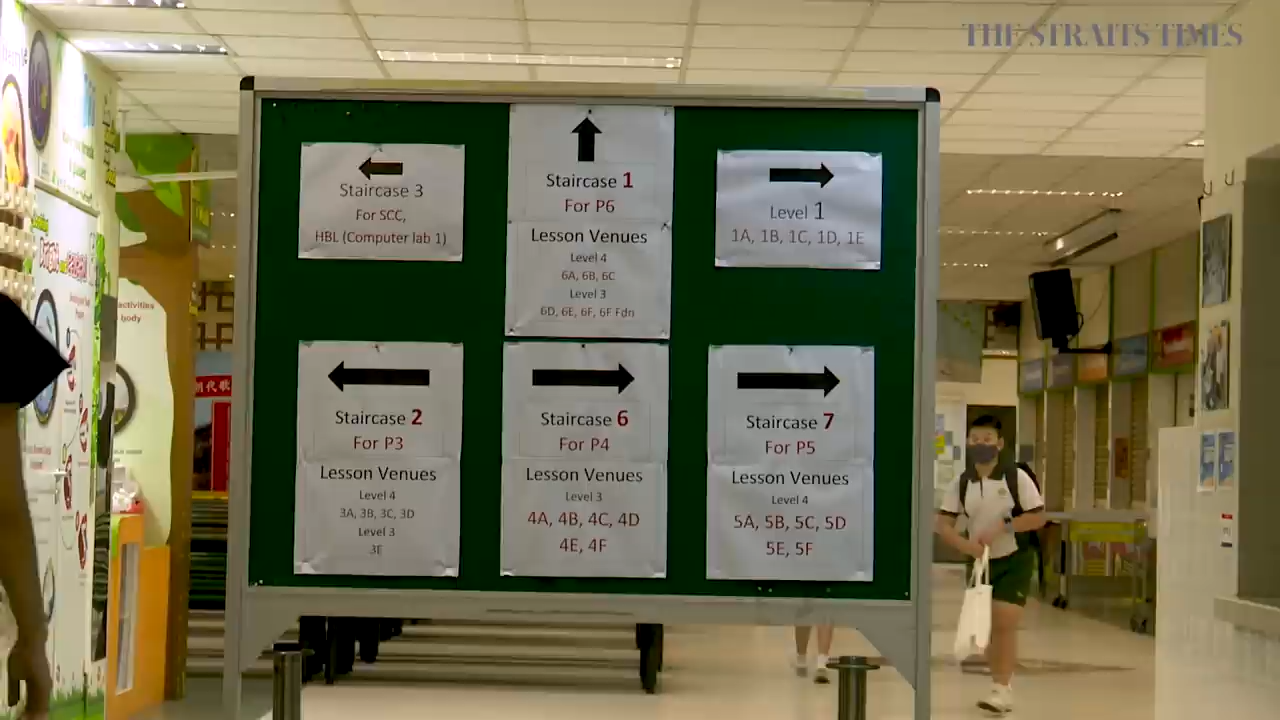 THE STRAITS TIMES
Staircase 3
For SCC,
HBL (Computer lab 1)
Staircase 1
For P6
Lesson Venues
Level 4
6A, 6B, 6C
Level 3
6D, 6E, 6F, 6F Fdn
Level 1
1A, 1B, 1C, 1D, 1E
Staircase 2
For P3
Lesson Venues
Level 4
3A, 3B, 3C, 3D
Level 3
3E
Staircase 6
For P4
Lesson Venues
Level 3
4A, 4B, 4C, 4D
4E, 4F
Staircase 7
For P5
Lesson Venues
Level 4
5A, 5B, 5C, 5D
5E, 5F
activities
body